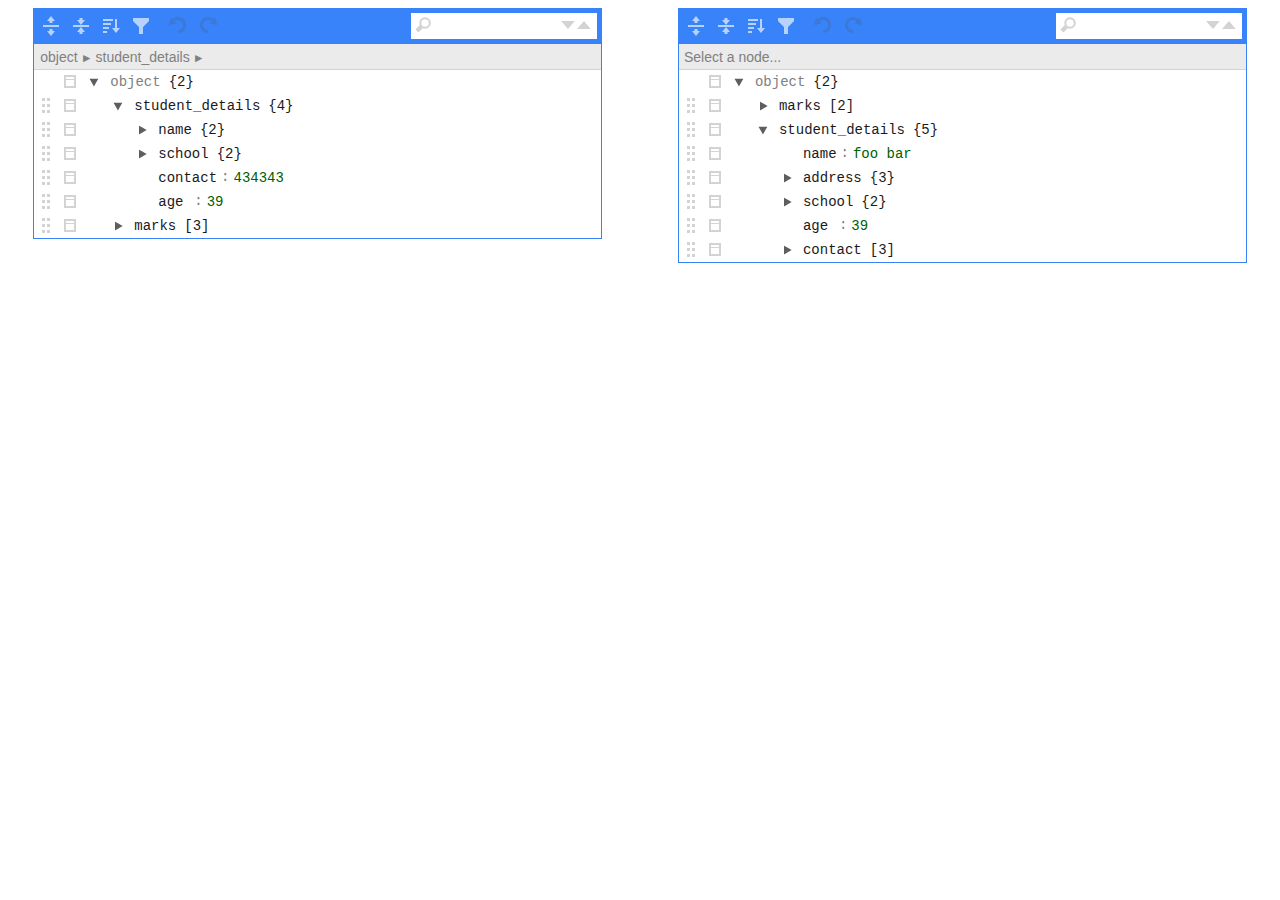 object ► student_details ►
object {2}
student_details {4}
name {2}
school {2}
contact : 434343
age : 39
marks [3]
Select a node...
object {2}
marks [2]
student_details {5}
name : foo bar
address {3}
school {2}
age : 39
contact [3]